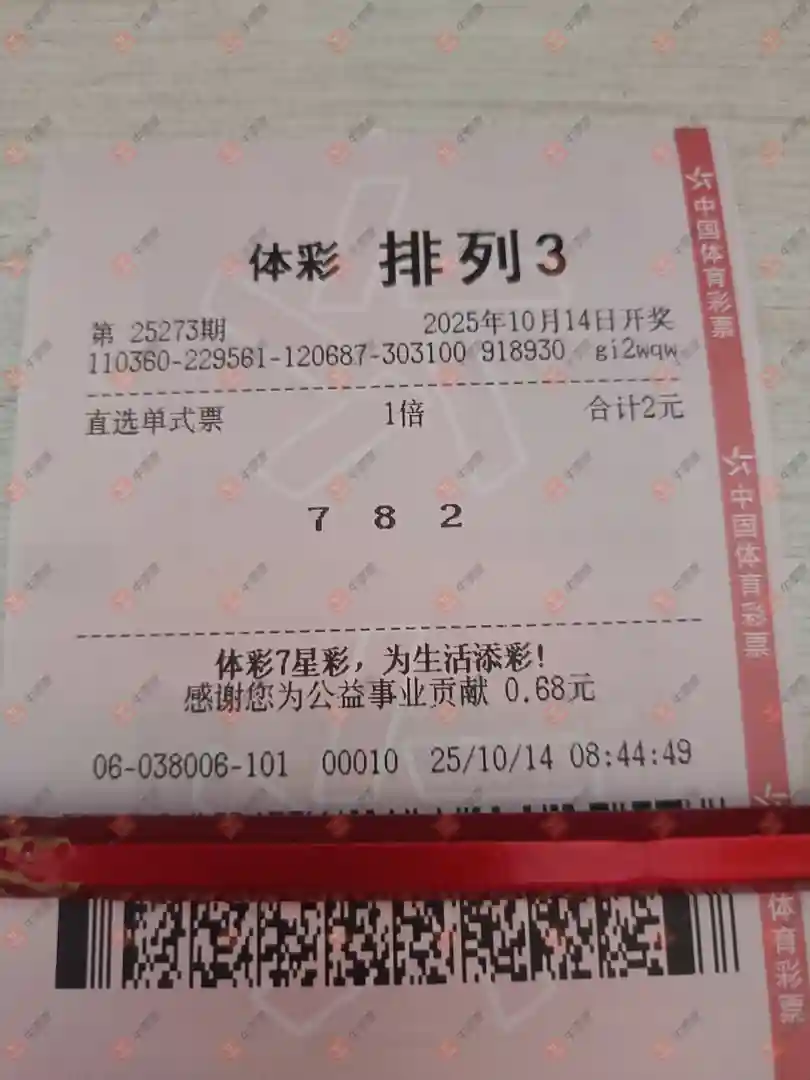 体彩 排列3
第 25273期 2025年10月14日开奖
110360-229561-120687-303100 918930 gi2wqw
直选单式票 1倍 合计2元
7 8 2
体彩7星彩，为生活添彩!
感谢您为公益事业贡献 0.68元
06-038006-101 00010 25/10/14 08:44:49
中国体育彩票
中国体育彩票
体育彩票